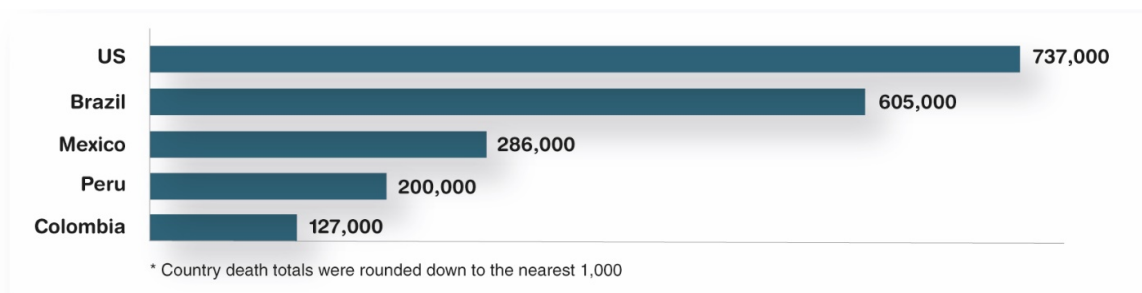 US 737,000
Brazil 605,000
Mexico 286,000
Peru 200,000
Colombia 127,000
* Country death totals were rounded down to the nearest 1,000